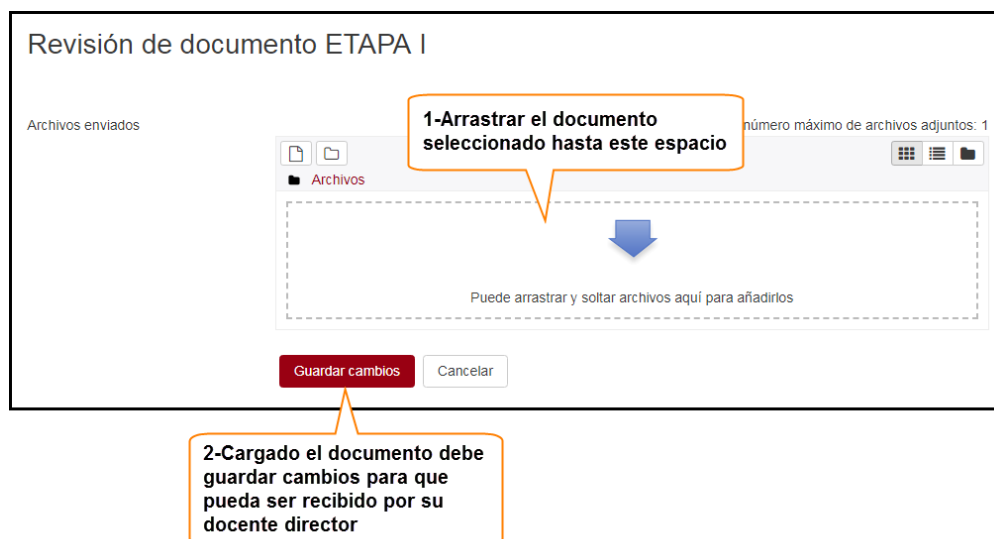 Revisión de documento ETAPA I
Archivos enviados
1-Arrastrar el documento
seleccionado hasta este espacio
número máximo de archivos adjuntos: 1
Archivos
Puede arrastrar y soltar archivos aquí para añadirlos
Guardar cambios
Cancelar
2-Cargado el documento debe
guardar cambios para que
pueda ser recibido por su
docente director